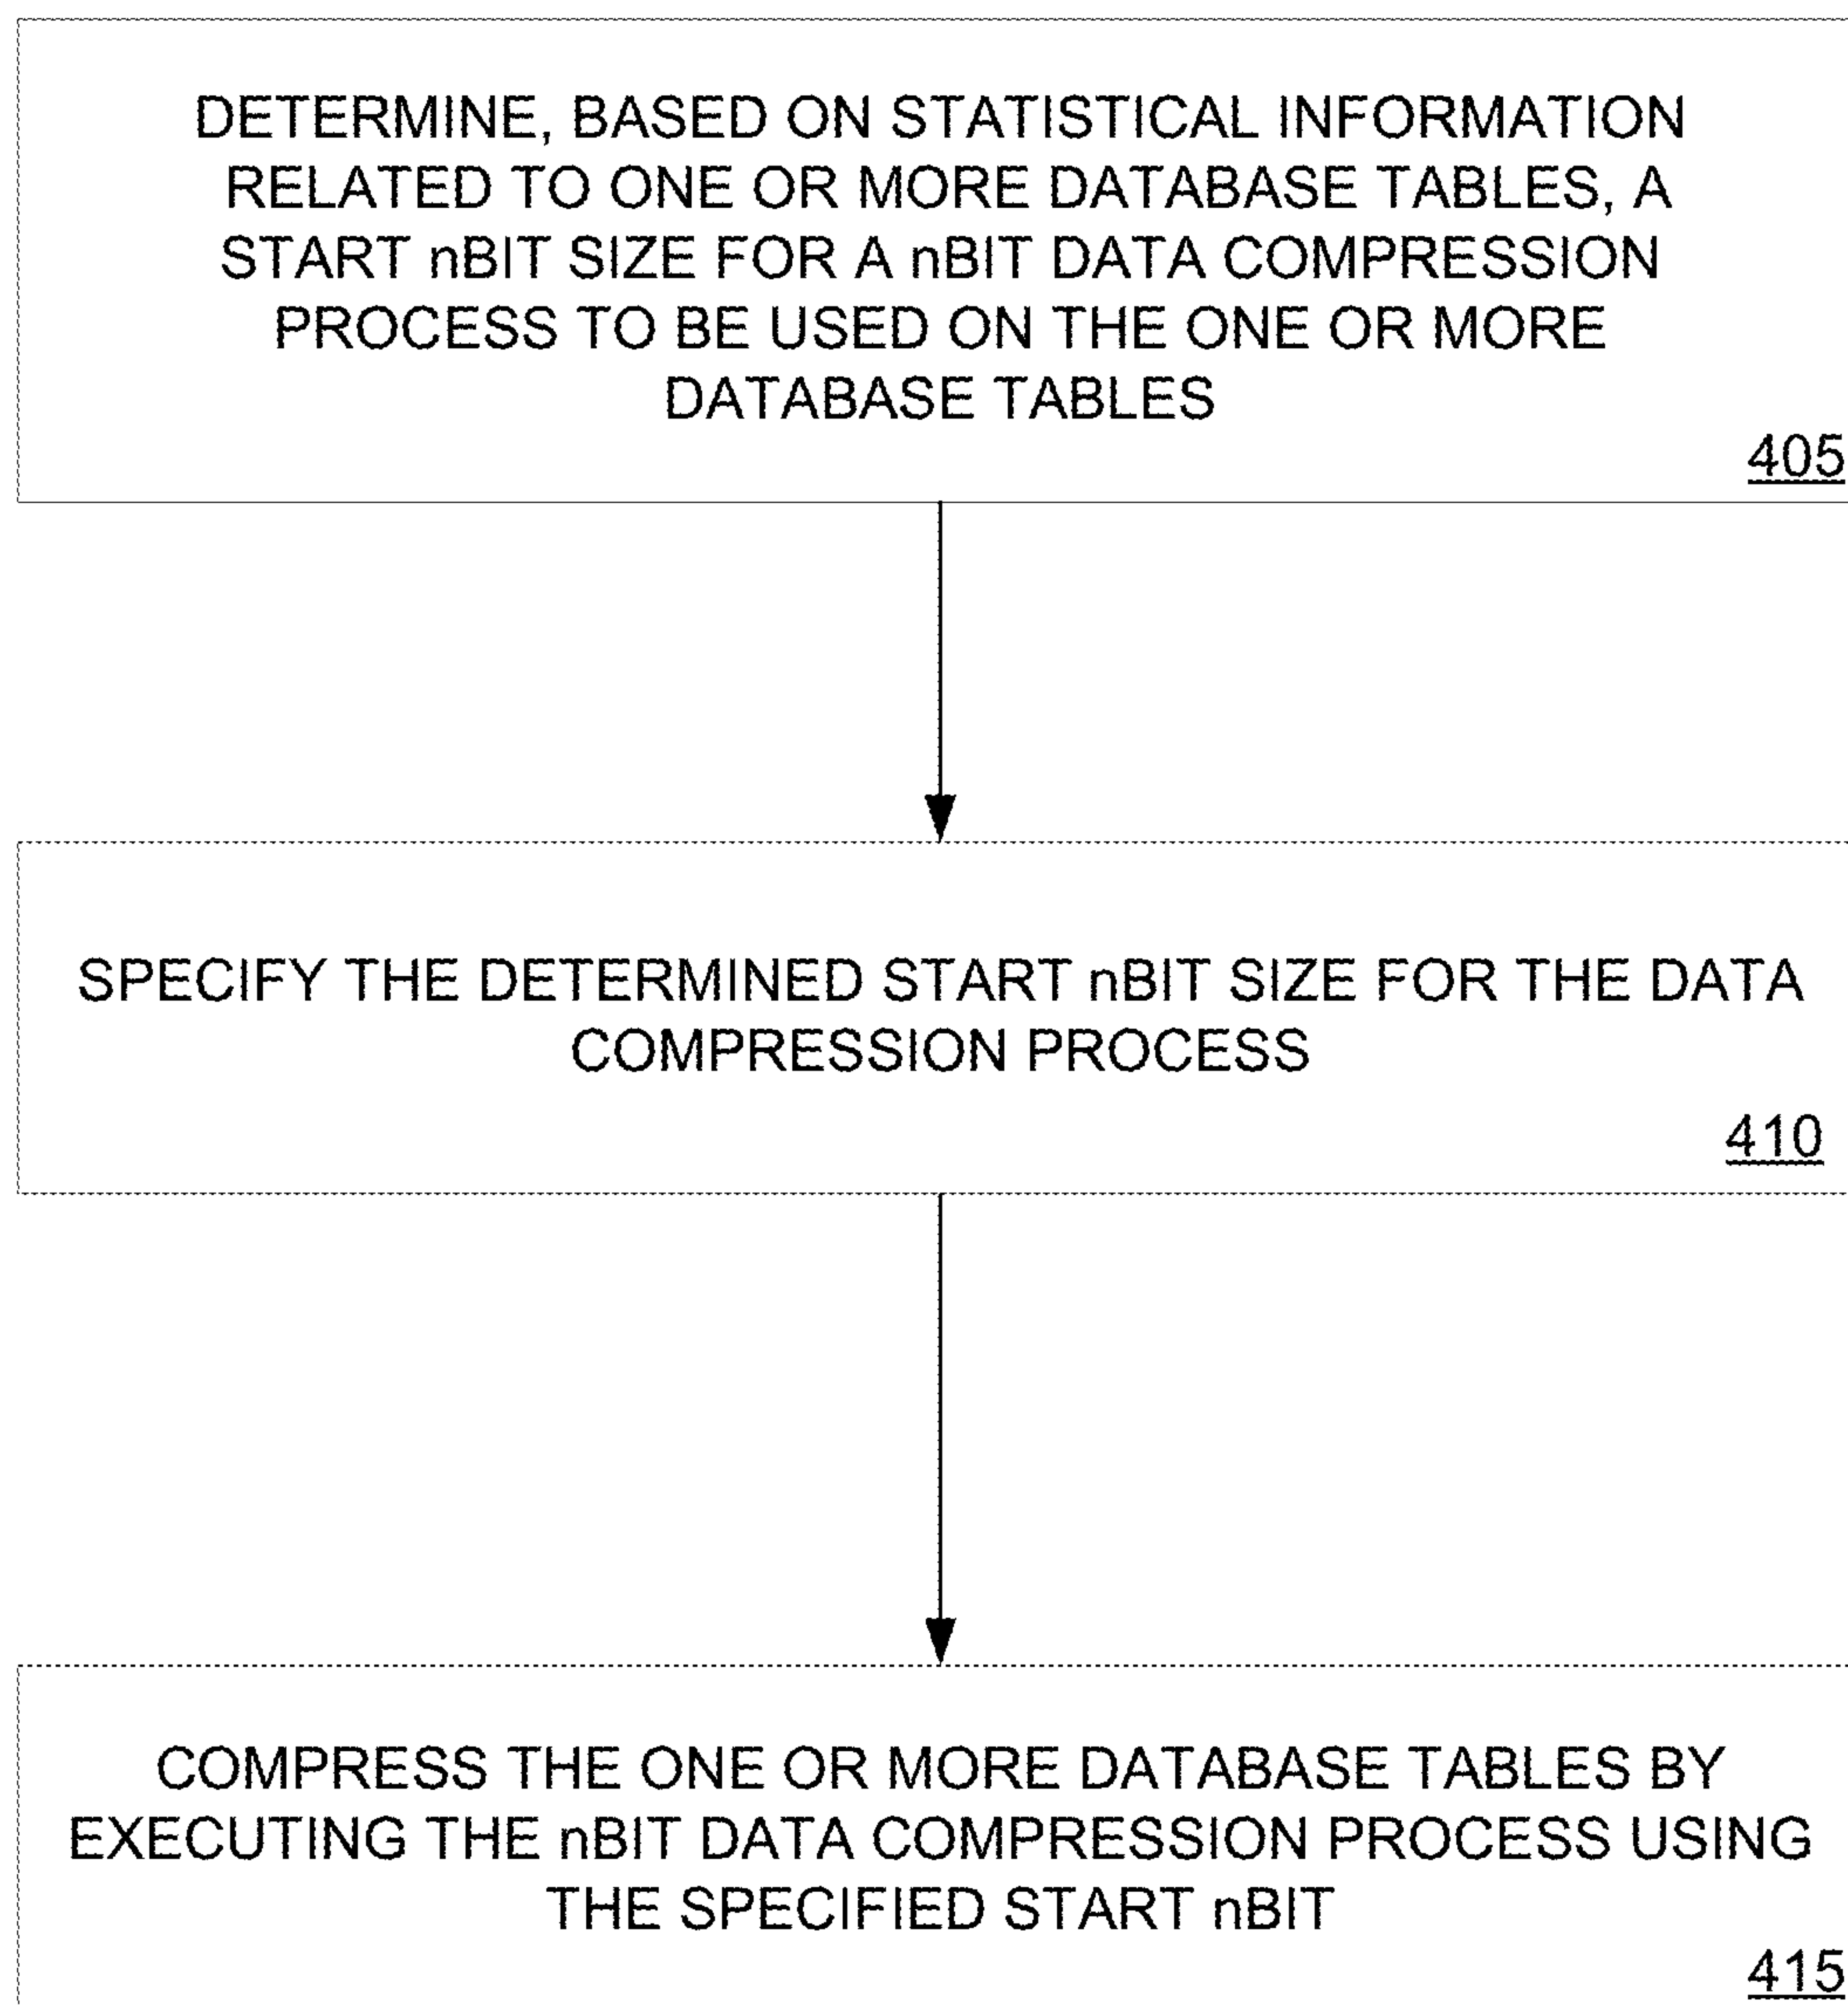 DETERMINE, BASED ON STATISTICAL INFORMATION
RELATED TO ONE OR MORE DATABASE TABLES, A
START nBIT SIZE FOR A nBIT DATA COMPRESSION
PROCESS TO BE USED ON THE ONE OR MORE
DATABASE TABLES
405
SPECIFY THE DETERMINED START nBIT SIZE FOR THE DATA
COMPRESSION PROCESS
410
COMPRESS THE ONE OR MORE DATABASE TABLES BY
EXECUTING THE nBIT DATA COMPRESSION PROCESS USING
THE SPECIFIED START nBIT
415